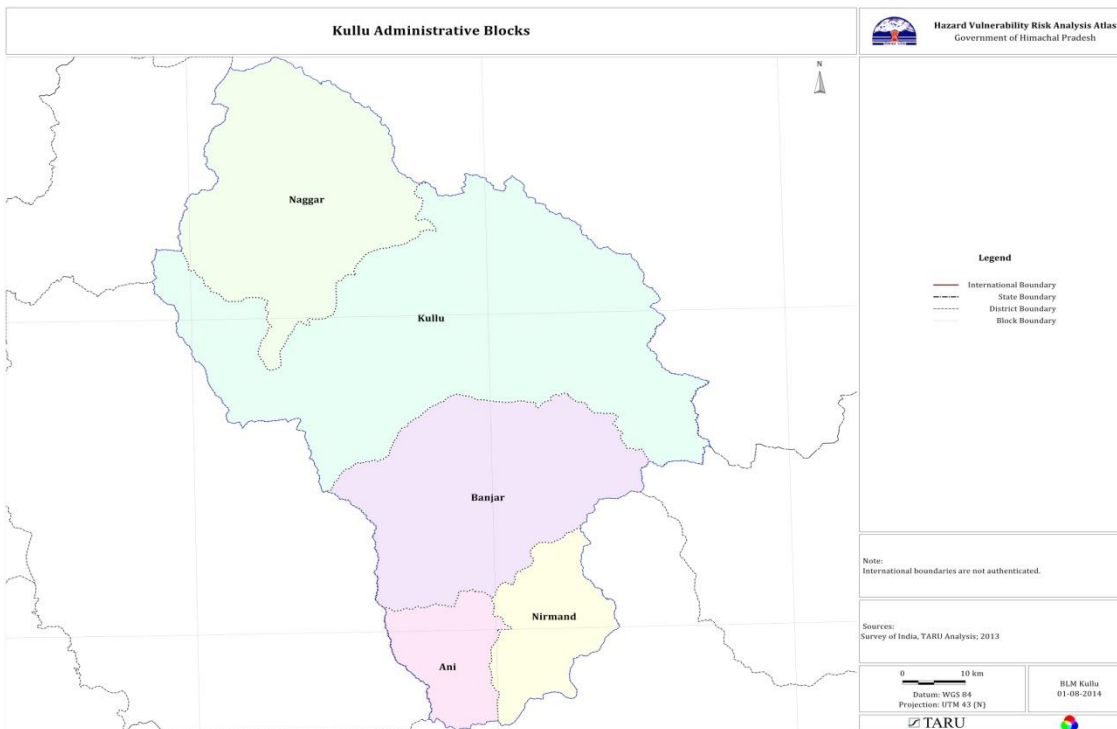 Kullu Administrative Blocks
Hazard Vulnerability Risk Analysis Atlas
Government of Himachal Pradesh
N
Naggar
Kullu
Banjar
Nirmand
Ani
Legend
International Boundary
State Boundary
District Boundary
Block Boundary
Note:
International boundaries are not authenticated.
Sources:
Survey of India, TARU Analysis; 2013
0 10 km
Datum: WGS 84
Projection: UTM 43 (N)
BLM Kullu
01-08-2014
TARU